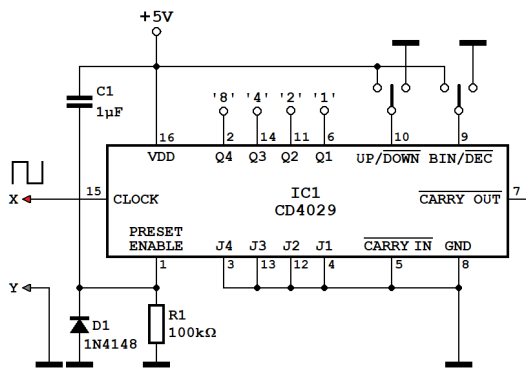 +5V
C1
1µF
'8' '4' '2' '1'
16 2 14 11 6 10 9
VDD Q4 Q3 Q2 Q1 UP/DOWN BIN/DEC
X 15 CLOCK IC1 CARRY OUT 7
CD4029
PRESET
ENABLE J4 J3 J2 J1 CARRY IN GND
1 3 13 12 4 5 8
Y
D1
1N4148
R1
100kΩ